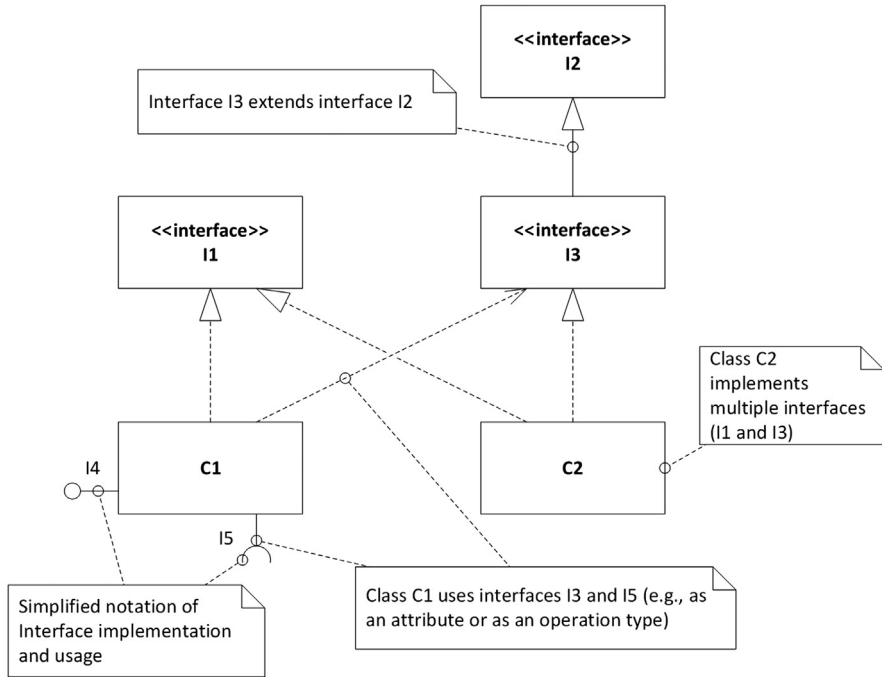 <<interface>>
I2
Interface I3 extends interface I2
<<interface>>
I1
<<interface>>
I3
Class C2
implements
multiple interfaces
(I1 and I3)
C1
C2
I4
I5
Simplified notation of
Interface implementation
and usage
Class C1 uses interfaces I3 and I5 (e.g., as
an attribute or as an operation type)